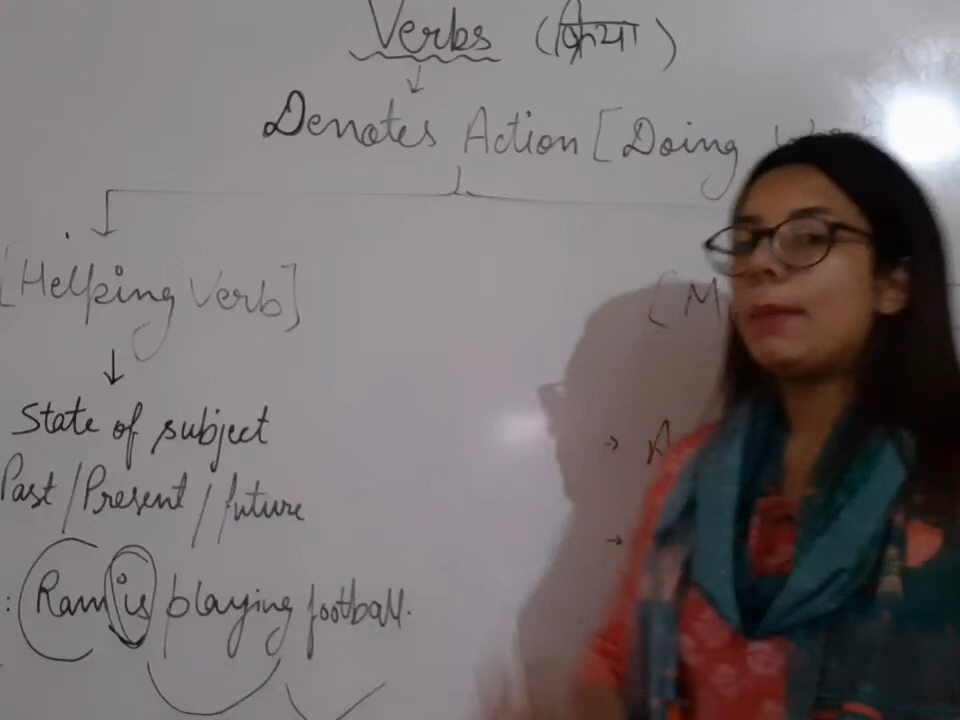 Verbs (क्रिया)
Denotes Action [Doing
[Helping Verb]
[M
State of subject
A
Past / Present / future
: Ram is playing football.